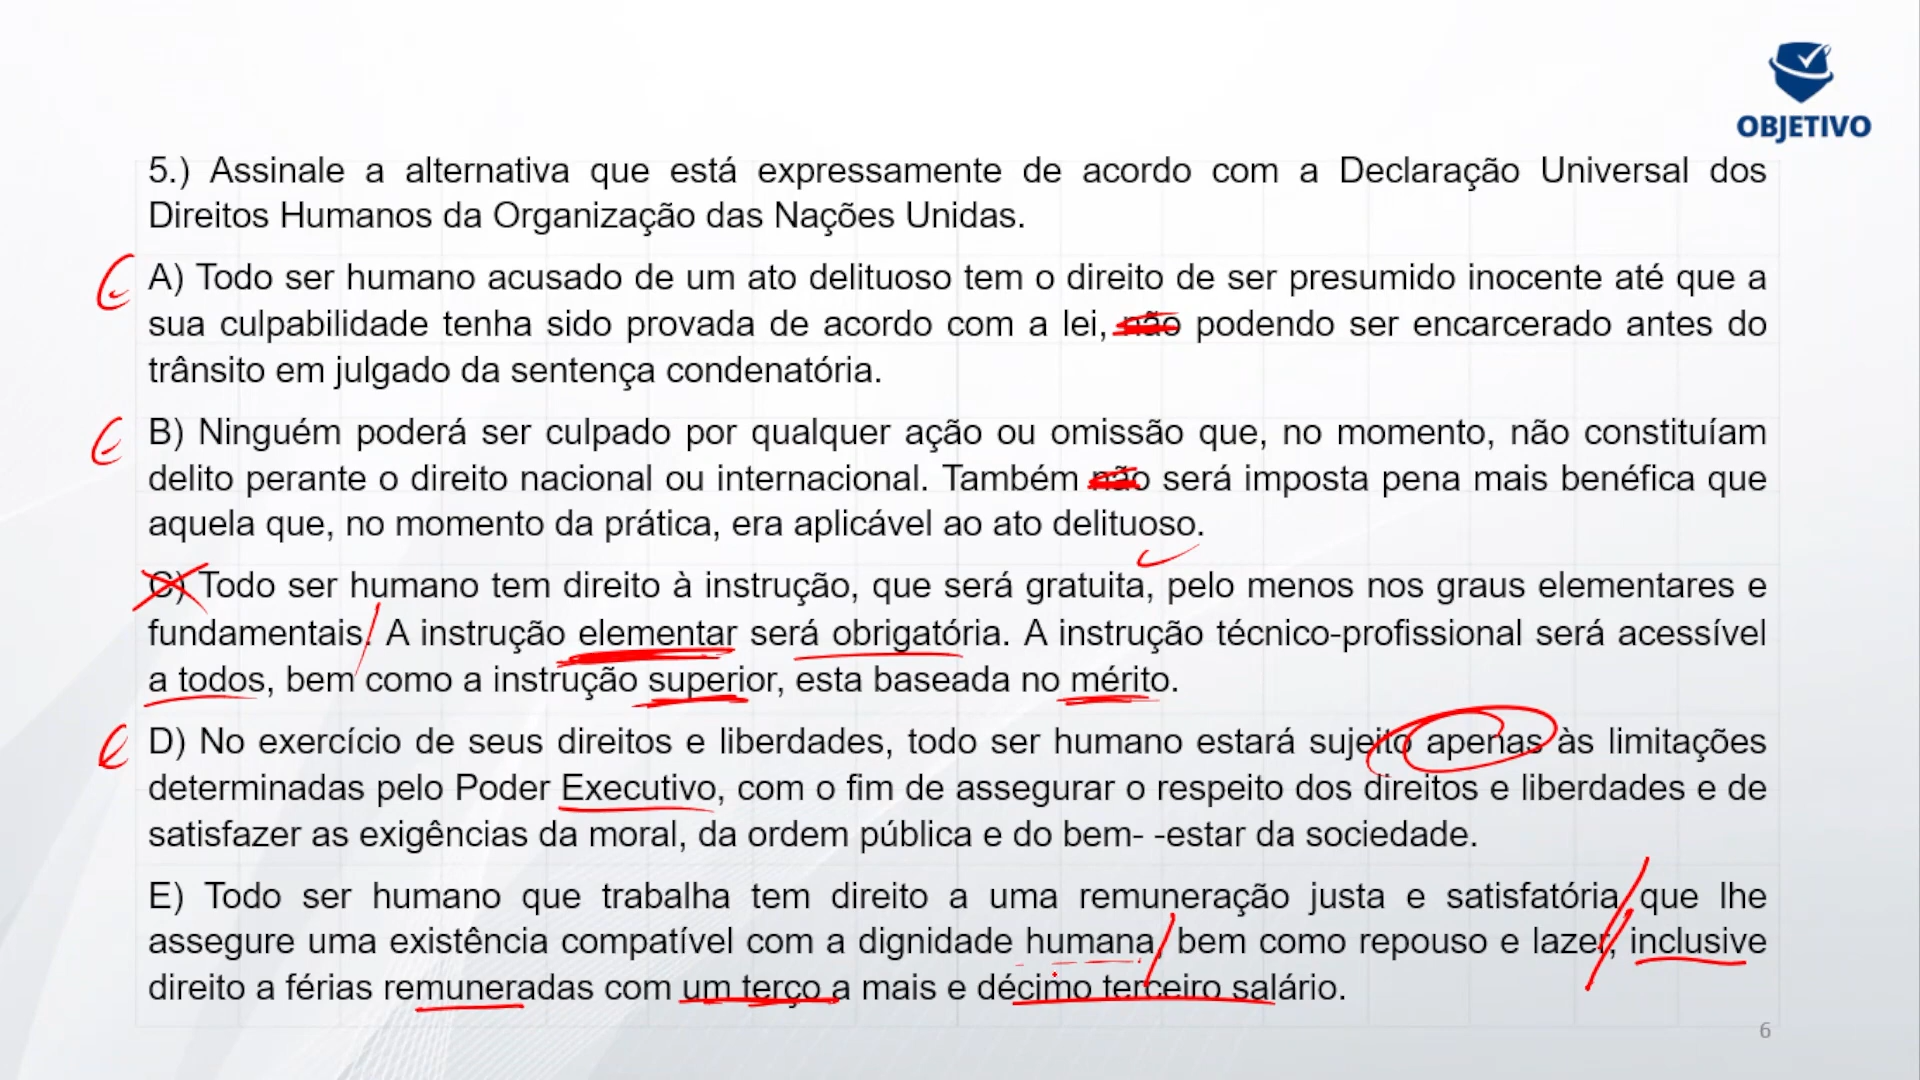 OBJETIVO
5.) Assinale a alternativa que está expressamente de acordo com a Declaração Universal dos
Direitos Humanos da Organização das Nações Unidas.
A) Todo ser humano acusado de um ato delituoso tem o direito de ser presumido inocente até que a
sua culpabilidade tenha sido provada de acordo com a lei, não podendo ser encarcerado antes do
trânsito em julgado da sentença condenatória.
B) Ninguém poderá ser culpado por qualquer ação ou omissão que, no momento, não constituíam
delito perante o direito nacional ou internacional. Também não será imposta pena mais benéfica que
aquela que, no momento da prática, era aplicável ao ato delituoso.
C) Todo ser humano tem direito à instrução, que será gratuita, pelo menos nos graus elementares e
fundamentais. A instrução elementar será obrigatória. A instrução técnico-profissional será acessível
a todos, bem como a instrução superior, esta baseada no mérito.
D) No exercício de seus direitos e liberdades, todo ser humano estará sujeito apenas às limitações
determinadas pelo Poder Executivo, com o fim de assegurar o respeito dos direitos e liberdades e de
satisfazer as exigências da moral, da ordem pública e do bem- -estar da sociedade.
E) Todo ser humano que trabalha tem direito a uma remuneração justa e satisfatória que lhe
assegure uma existência compatível com a dignidade humana, bem como repouso e lazer, inclusive
direito a férias remuneradas com um terço a mais e décimo terceiro salário.
6